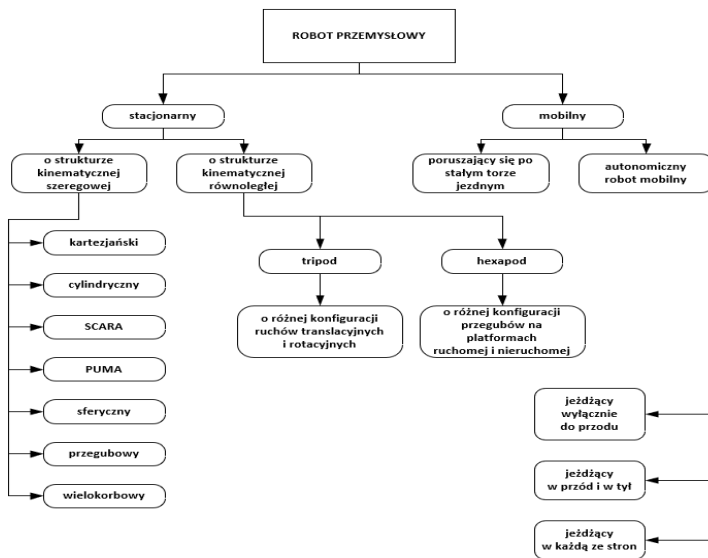 ROBOT PRZEMYSŁOWY
stacjonarny
mobilny
o strukturze
kinematycznej
szeregowej
o strukturze
kinematycznej
równoległej
poruszający się po
stałym torze
jezdnym
autonomiczny
robot mobilny
kartezjański
cylindryczny
SCARA
PUMA
sferyczny
przegubowy
wielokorbowy
tripod
hexapod
o różnej konfiguracji
ruchów translacyjnych
i rotacyjnych
o różnej konfiguracji
przegubów na
platformach
ruchomej i nieruchomej
jeżdżący
wyłącznie
do przodu
jeżdżący
w przód i w tył
jeżdżący
w każdą ze stron